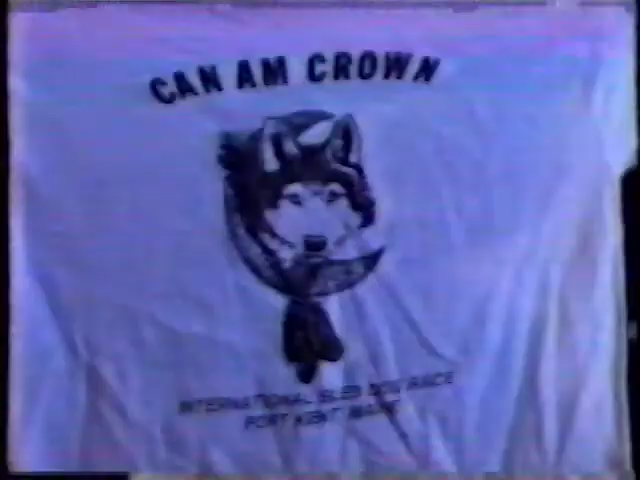 CAN AM CROWN
INTERNATIONAL SLED DOG RACE
FORT KENT MAINE